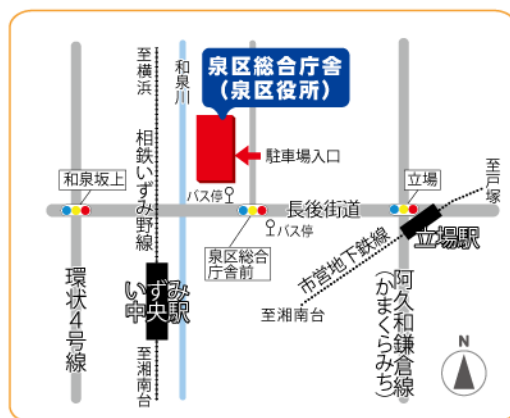 至横浜
和泉川
泉区総合庁舎
（泉区役所）
相鉄いずみ野線
駐車場入口
和泉坂上
バス停
立場
至戸塚
長後街道
泉区総合
庁舎前
バス停
市営地下鉄線
立場駅
いずみ
中央駅
至湘南台
環状4号線
阿久和鎌倉線
（かまくらみち）
至湘南台
N